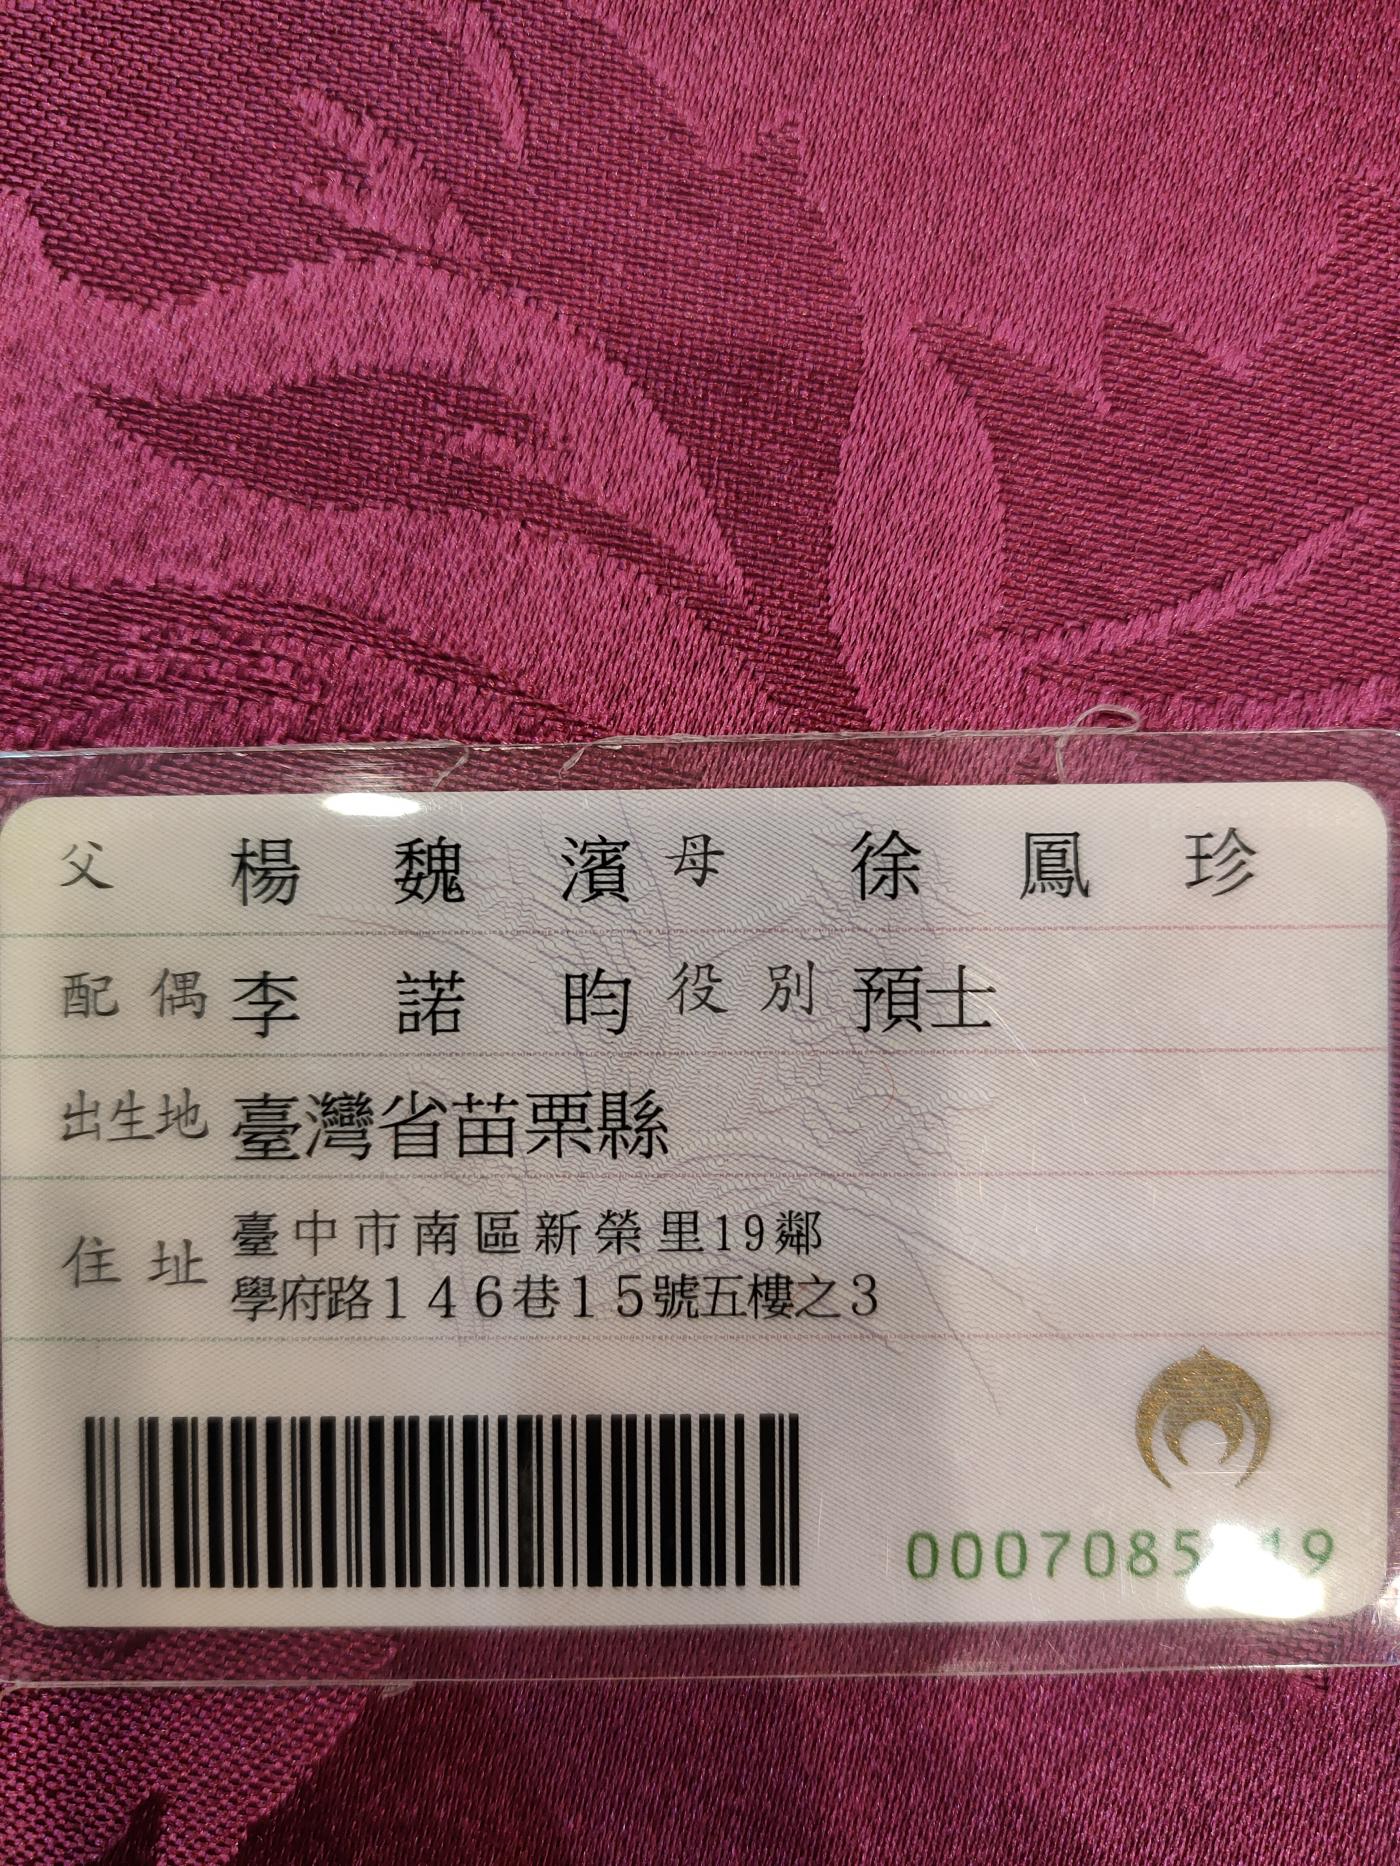 父 楊魏濱 母 徐鳳珍
配偶 李諾昀 役別 預士
出生地 臺灣省苗栗縣
住址 臺中市南區新榮里19鄰
學府路146巷15號五樓之3